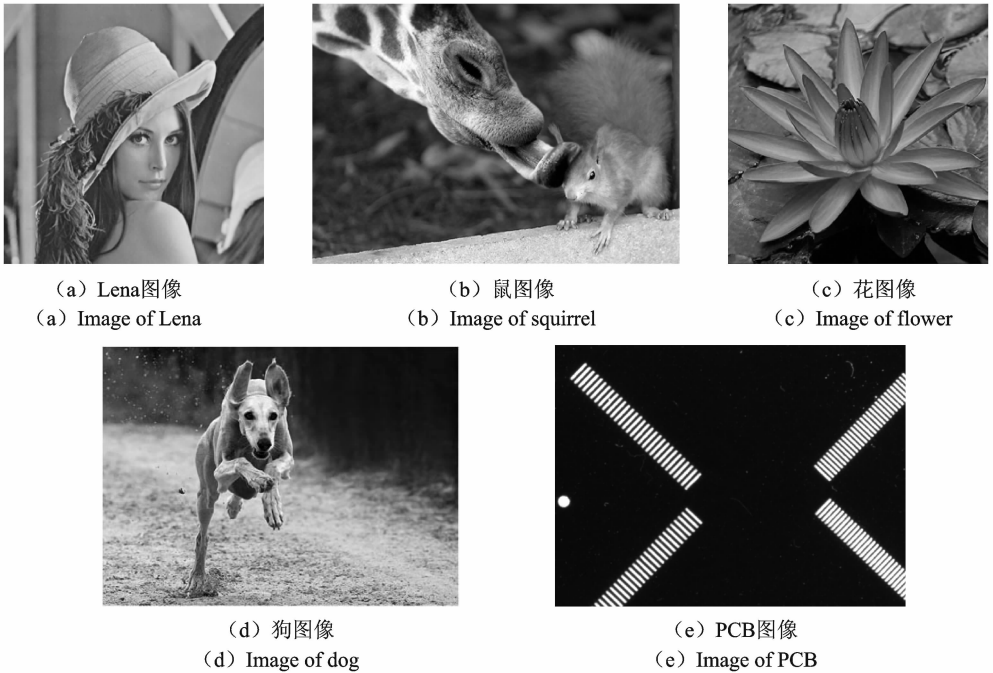 （a）Lena图像
（a）Image of Lena
（b）鼠图像
（b）Image of squirrel
（c）花图像
（c）Image of flower
（d）狗图像
（d）Image of dog
（e）PCB图像
（e）Image of PCB